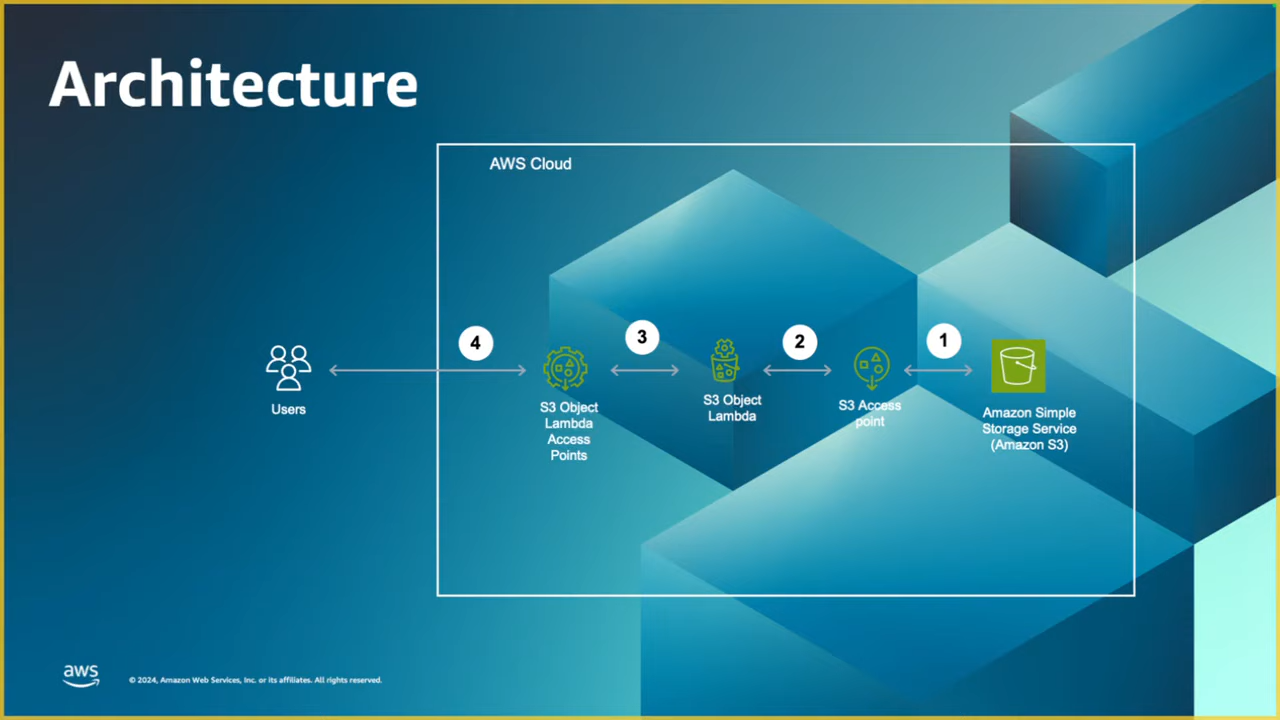 Architecture
AWS Cloud
4
3
2
1
Users
S3 Object
Lambda
Access
Points
S3 Object
Lambda
S3 Access
point
Amazon Simple
Storage Service
(Amazon S3)
aws
© 2024, Amazon Web Services, Inc. or its affiliates. All rights reserved.